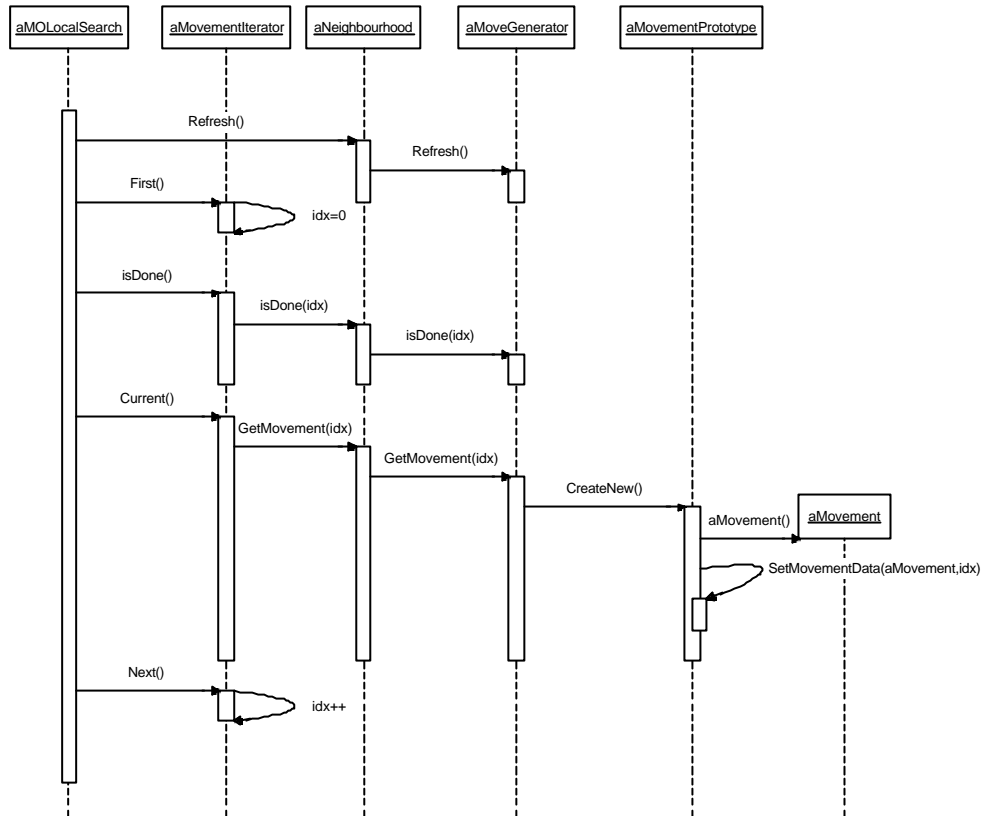 aMOLocalSearch
aMovementIterator
aNeighbourhood
aMoveGenerator
aMovementPrototype
Refresh()
Refresh()
First()
idx=0
isDone()
isDone(idx)
isDone(idx)
Current()
GetMovement(idx)
GetMovement(idx)
CreateNew()
aMovement()
aMovement
SetMovementData(aMovement,idx)
Next()
idx++